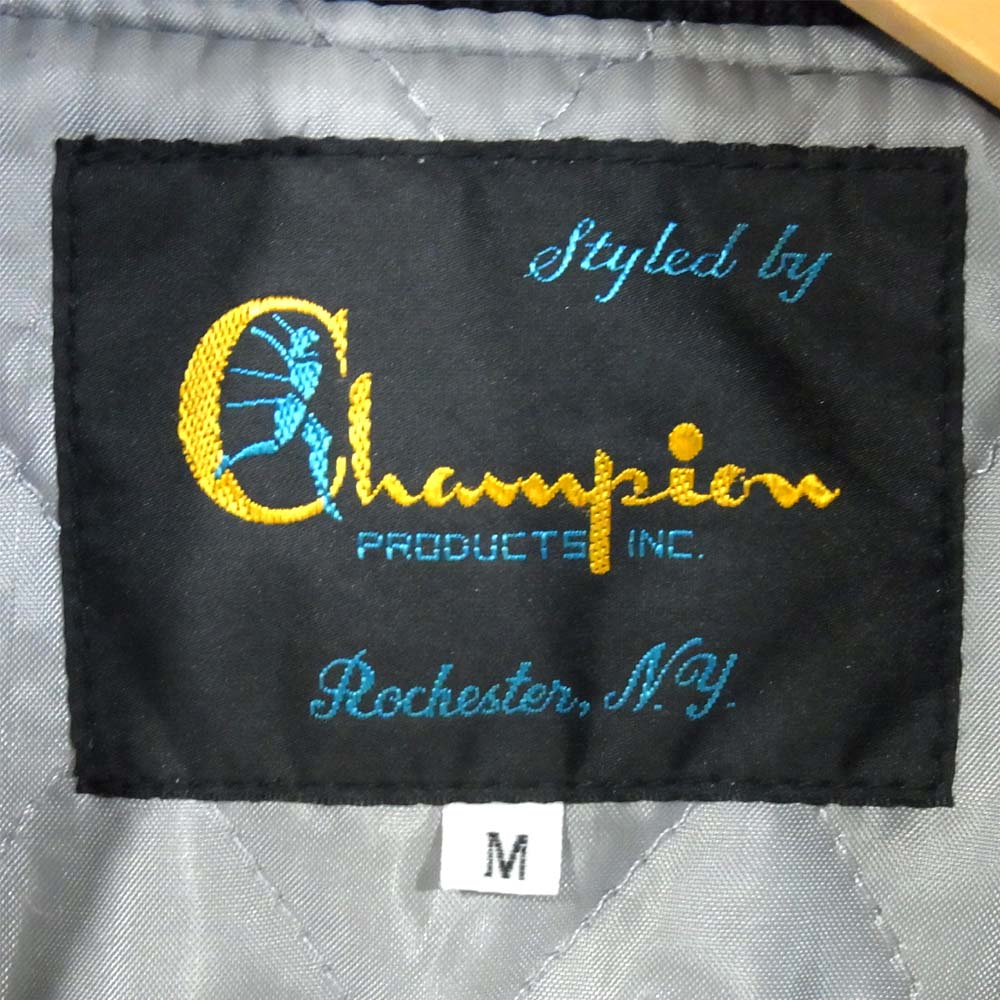 Styled by
Champion
PRODUCTS INC.
Rochester, N.Y.
M